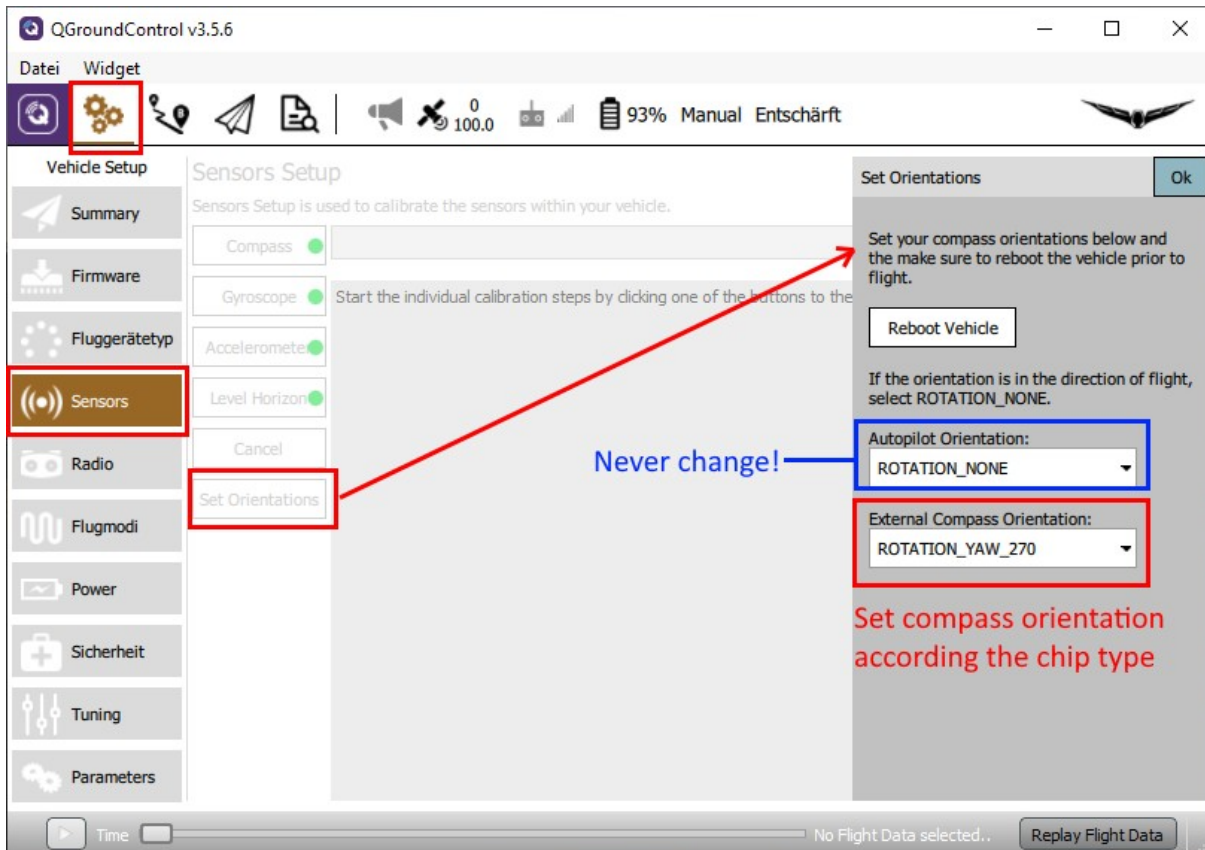 QGroundControl v3.5.6
Datei Widget
0
100.0
93% Manual Entschärft
Vehicle Setup
Summary
Firmware
Fluggerätetyp
Sensors
Radio
Flugmodi
Power
Sicherheit
Tuning
Parameters
Sensors Setup
Sensors Setup is used to calibrate the sensors within your vehicle.
Compass
Gyroscope
Acceleromete
Level Horizon
Cancel
Set Orientations
Start the individual calibration steps by clicking one of the buttons to the
Never change!
Set Orientations
Ok
Set your compass orientations below and
the make sure to reboot the vehicle prior to
flight.
Reboot Vehicle
If the orientation is in the direction of flight,
select ROTATION_NONE.
Autopilot Orientation:
ROTATION_NONE
External Compass Orientation:
ROTATION_YAW_270
Set compass orientation
according the chip type
Time
No Flight Data selected..
Replay Flight Data